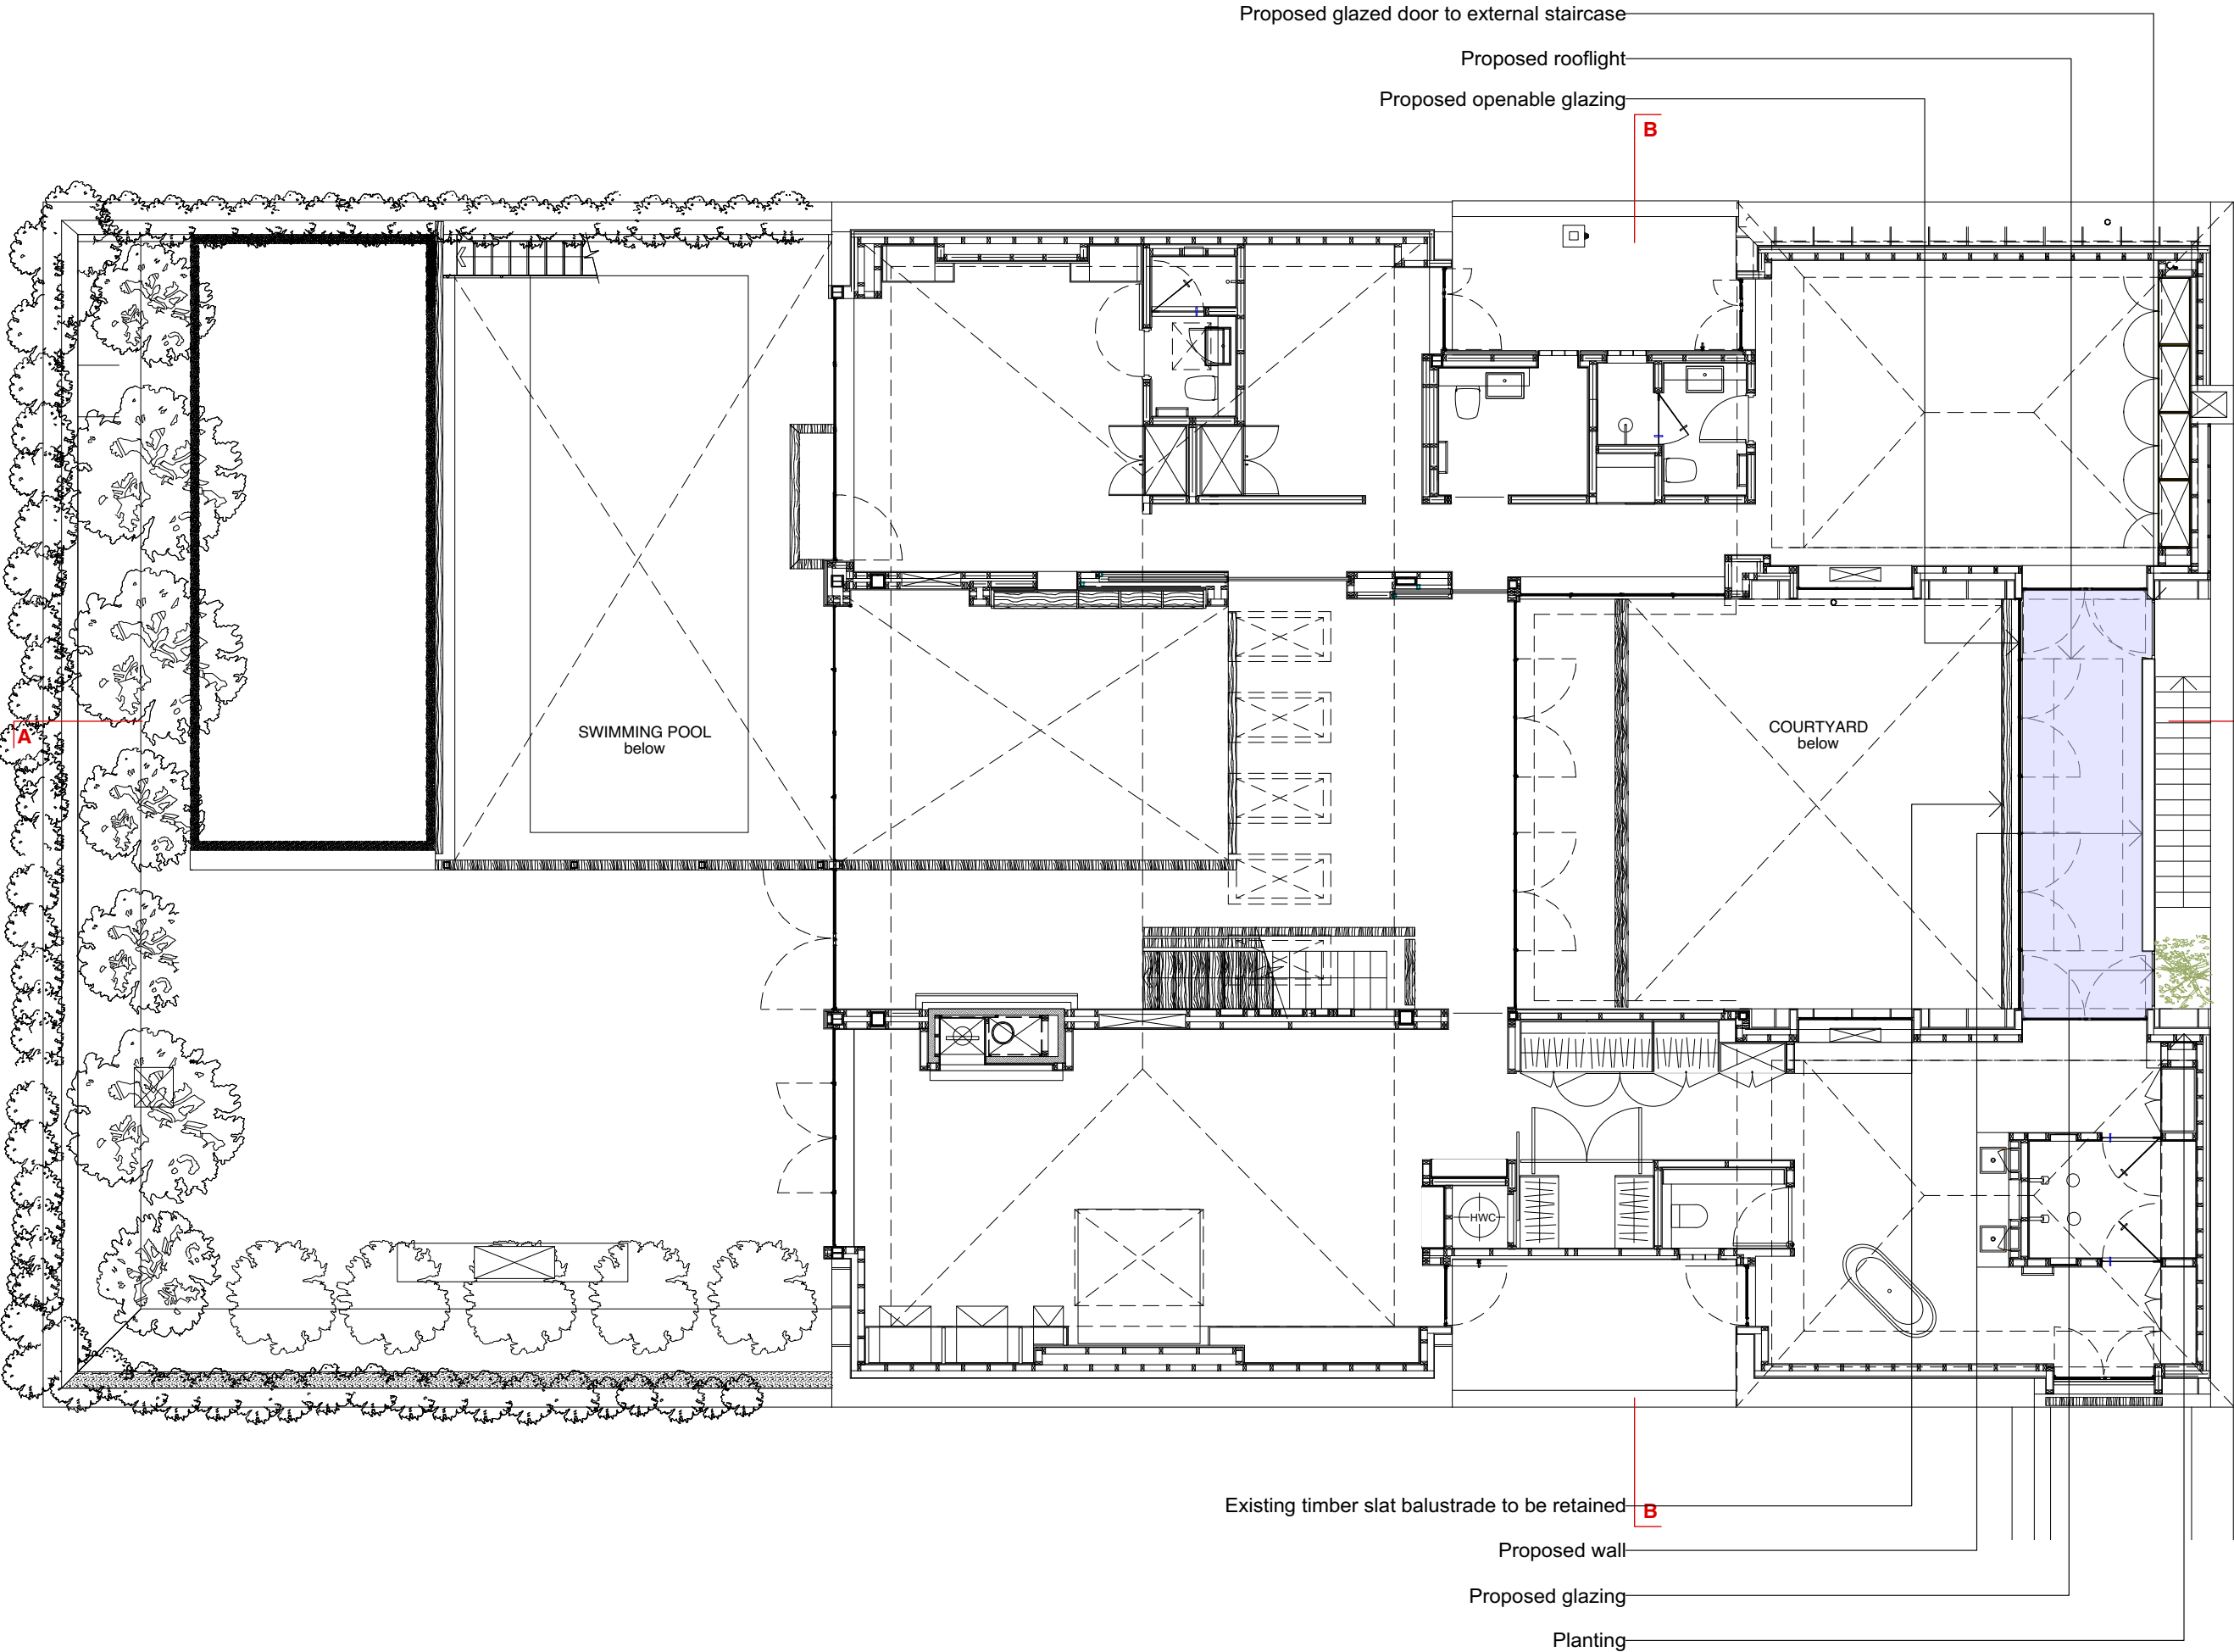 Proposed glazed door to external staircase
Proposed rooflight
Proposed openable glazing
B
A
SWIMMING POOL
below
COURTYARD
below
HWC
Existing timber slat balustrade to be retained
B
Proposed wall
Proposed glazing
Planting